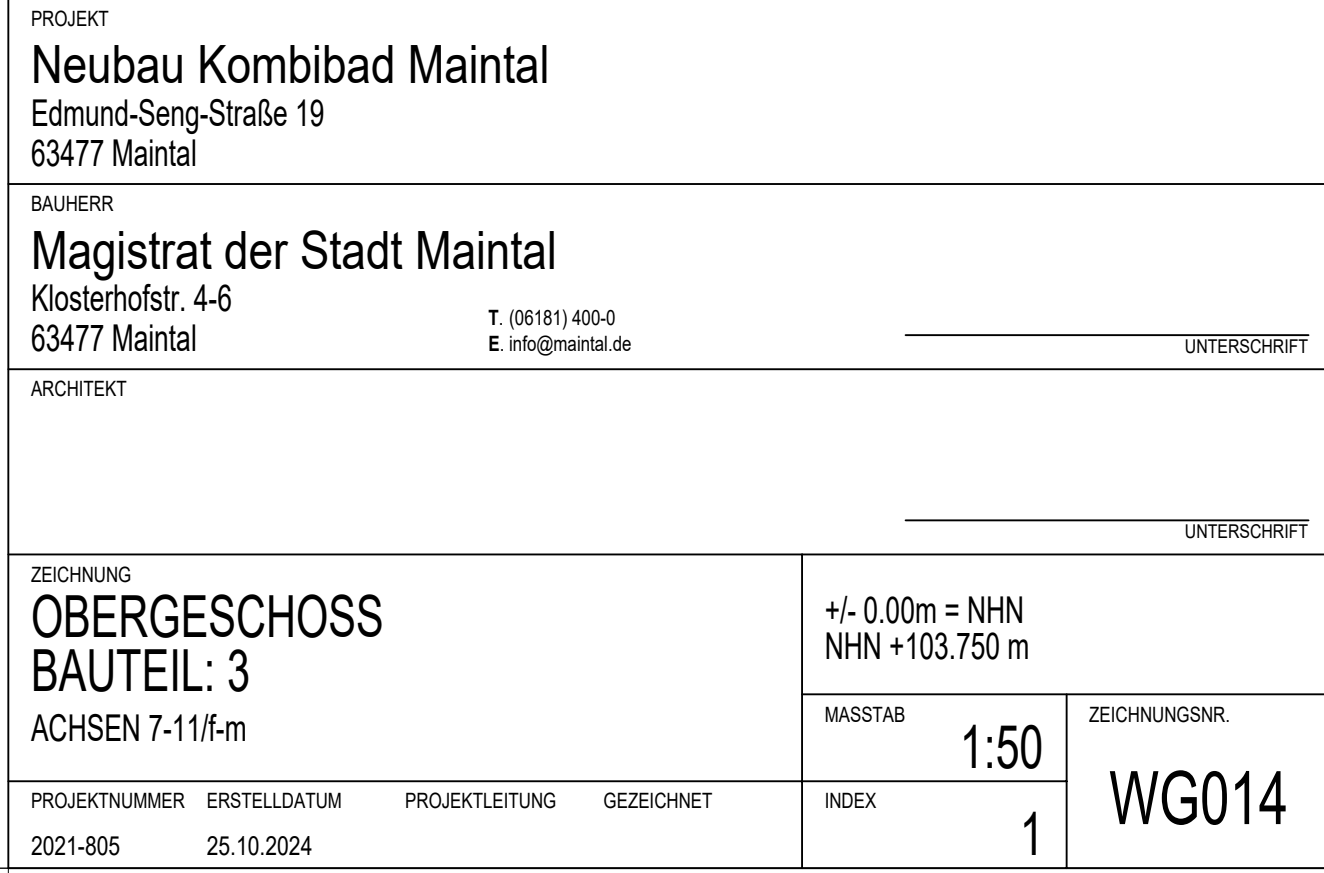 PROJEKT
Neubau Kombibad Maintal
Edmund-Seng-Straße 19
63477 Maintal
BAUHERR
Magistrat der Stadt Maintal
Klosterhofstr. 4-6
63477 Maintal
T. (06181) 400-0
E. info@maintal.de
UNTERSCHRIFT
ARCHITEKT
UNTERSCHRIFT
ZEICHNUNG
OBERGESCHOSS
BAUTEIL: 3
ACHSEN 7-11/f-m
+/- 0.00m = NHN
NHN +103.750 m
MASSTAB
1:50
ZEICHNUNGSNR.
WG014
PROJEKTNUMMER ERSTELLDATUM PROJEKTLEITUNG GEZEICHNET
2021-805 25.10.2024
INDEX
1